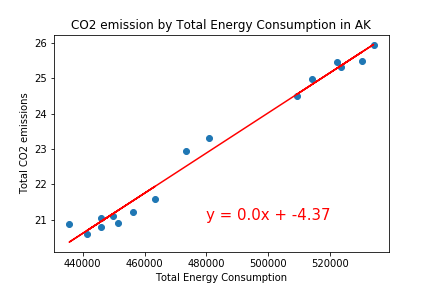 CO2 emission by Total Energy Consumption in AK
Total CO2 emissions
26
25
24
23
22
21
y = 0.0x + -4.37
440000 460000 480000 500000 520000
Total Energy Consumption